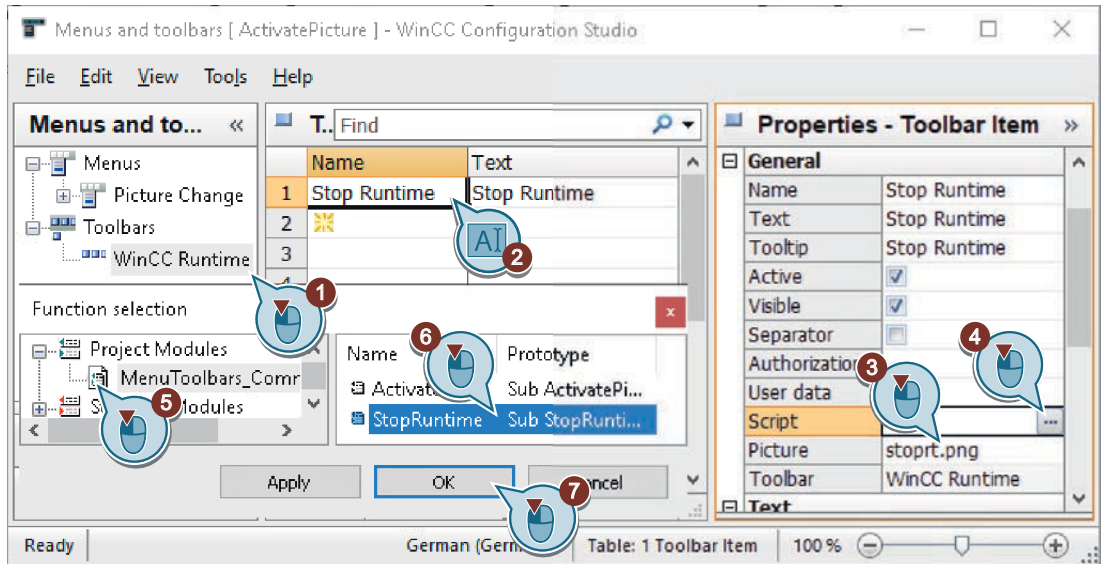 Menus and toolbars [ ActivatePicture ] - WinCC Configuration Studio
File Edit View Tools Help
Menus and to... «
T.. Find
Properties - Toolbar Item »
Menus
Picture Change
Toolbars
WinCC Runtime
Name Text
1 Stop Runtime Stop Runtime
2
3
AI
2
1
General
Name Stop Runtime
Text Stop Runtime
Tooltip Stop Runtime
Active
Visible
Separator
Authorization
User data
Script ...
Picture stoprt.png
Toolbar WinCC Runtime
Text
4
3
Function selection x
Project Modules
MenuToolbars_Comm
Modules
5
6
Name Prototype
Activat Sub ActivatePi...
StopRuntime Sub StopRunti...
Apply OK
7
Ready German (Ger Table: 1 Toolbar Item 100 %